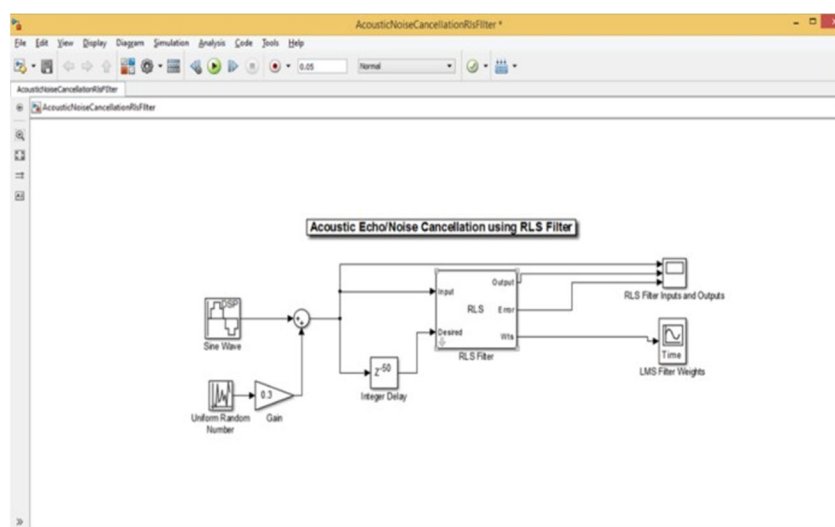 AcousticNoiseCancellationRlsFilter *
File Edit View Display Diagram Simulation Analysis Code Tools Help
0.05 Normal
AcousticNoiseCancellationRlsFilter
AcousticNoiseCancellationRlsFilter
Acoustic Echo/Noise Cancellation using RLS Filter
DSP
Sine Wave
Uniform Random
Number
0.3
Gain
Z-50
Integer Delay
Input
Desired
RLS
Output
Error
Wts
RLS Filter
RLS Filter Inputs and Outputs
Time
LMS Filter Weights